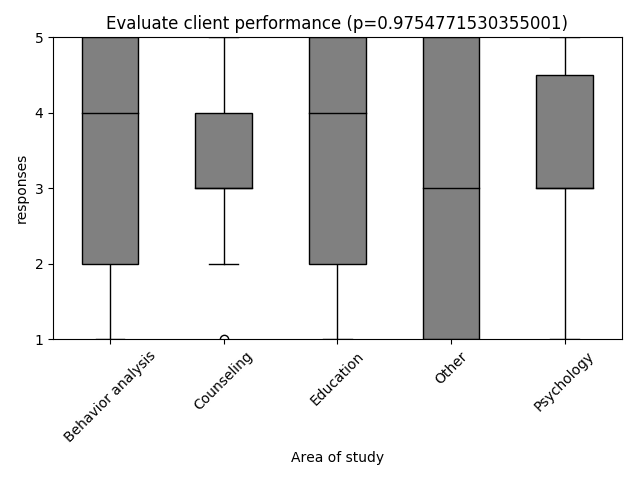 Evaluate client performance (p=0.9754771530355001)
5
4
3
2
1
responses
Behavior analysis
Counseling
Education
Other
Psychology
Area of study